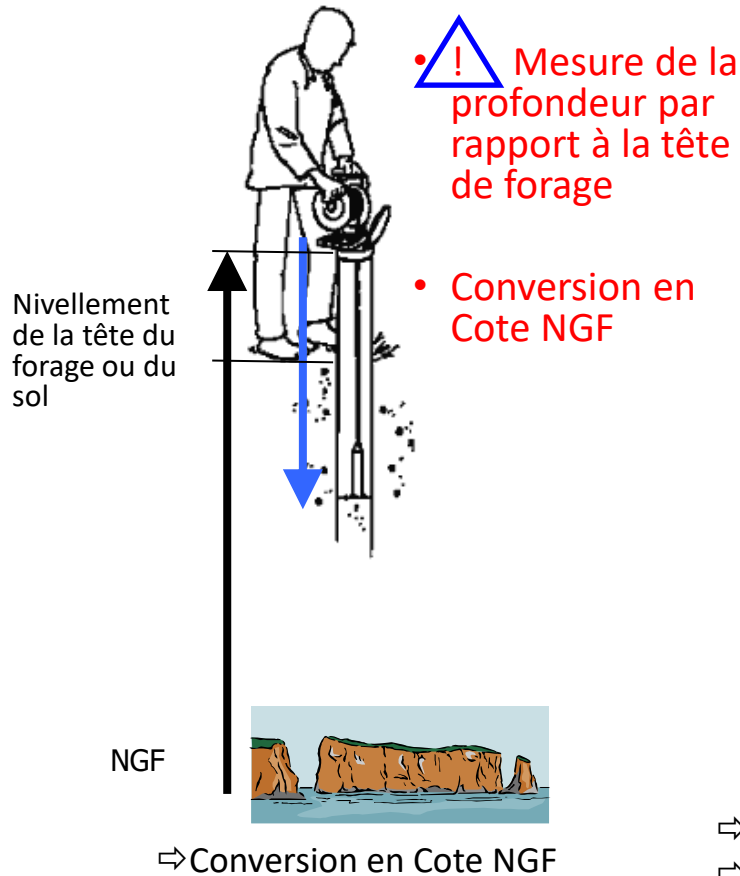 • ! Mesure de la
profondeur par
rapport à la tête
de forage
• Conversion en
Cote NGF
Nivellement
de la tête du
forage ou du
sol
NGF
⇨Conversion en Cote NGF
⇨
⇨